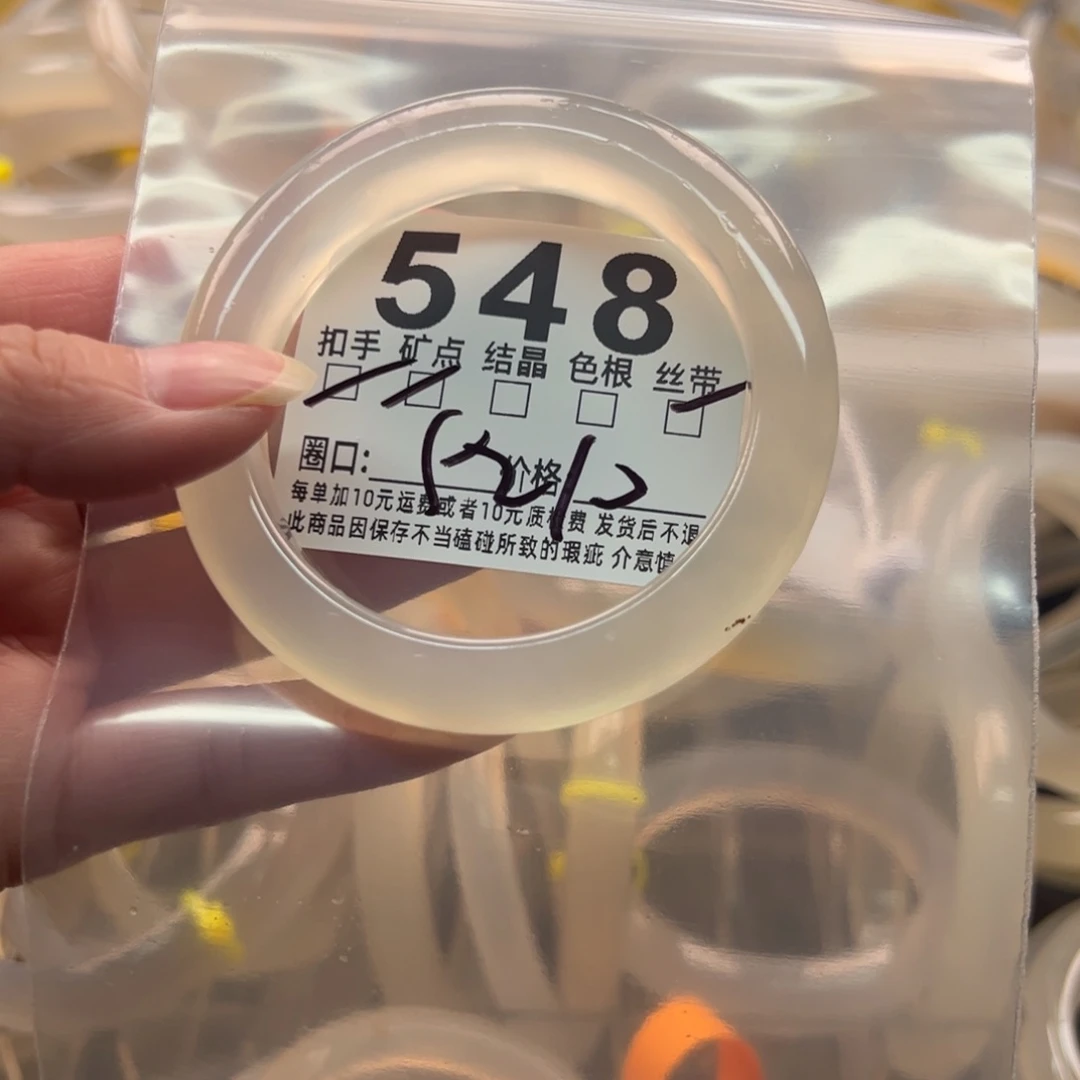 548
扣手 矿点 结晶 色根 丝带
圈口: 价格
每单加10元运费或者10元质检费 发货后不退
此商品因保存不当磕碰所致的瑕疵 介意慎